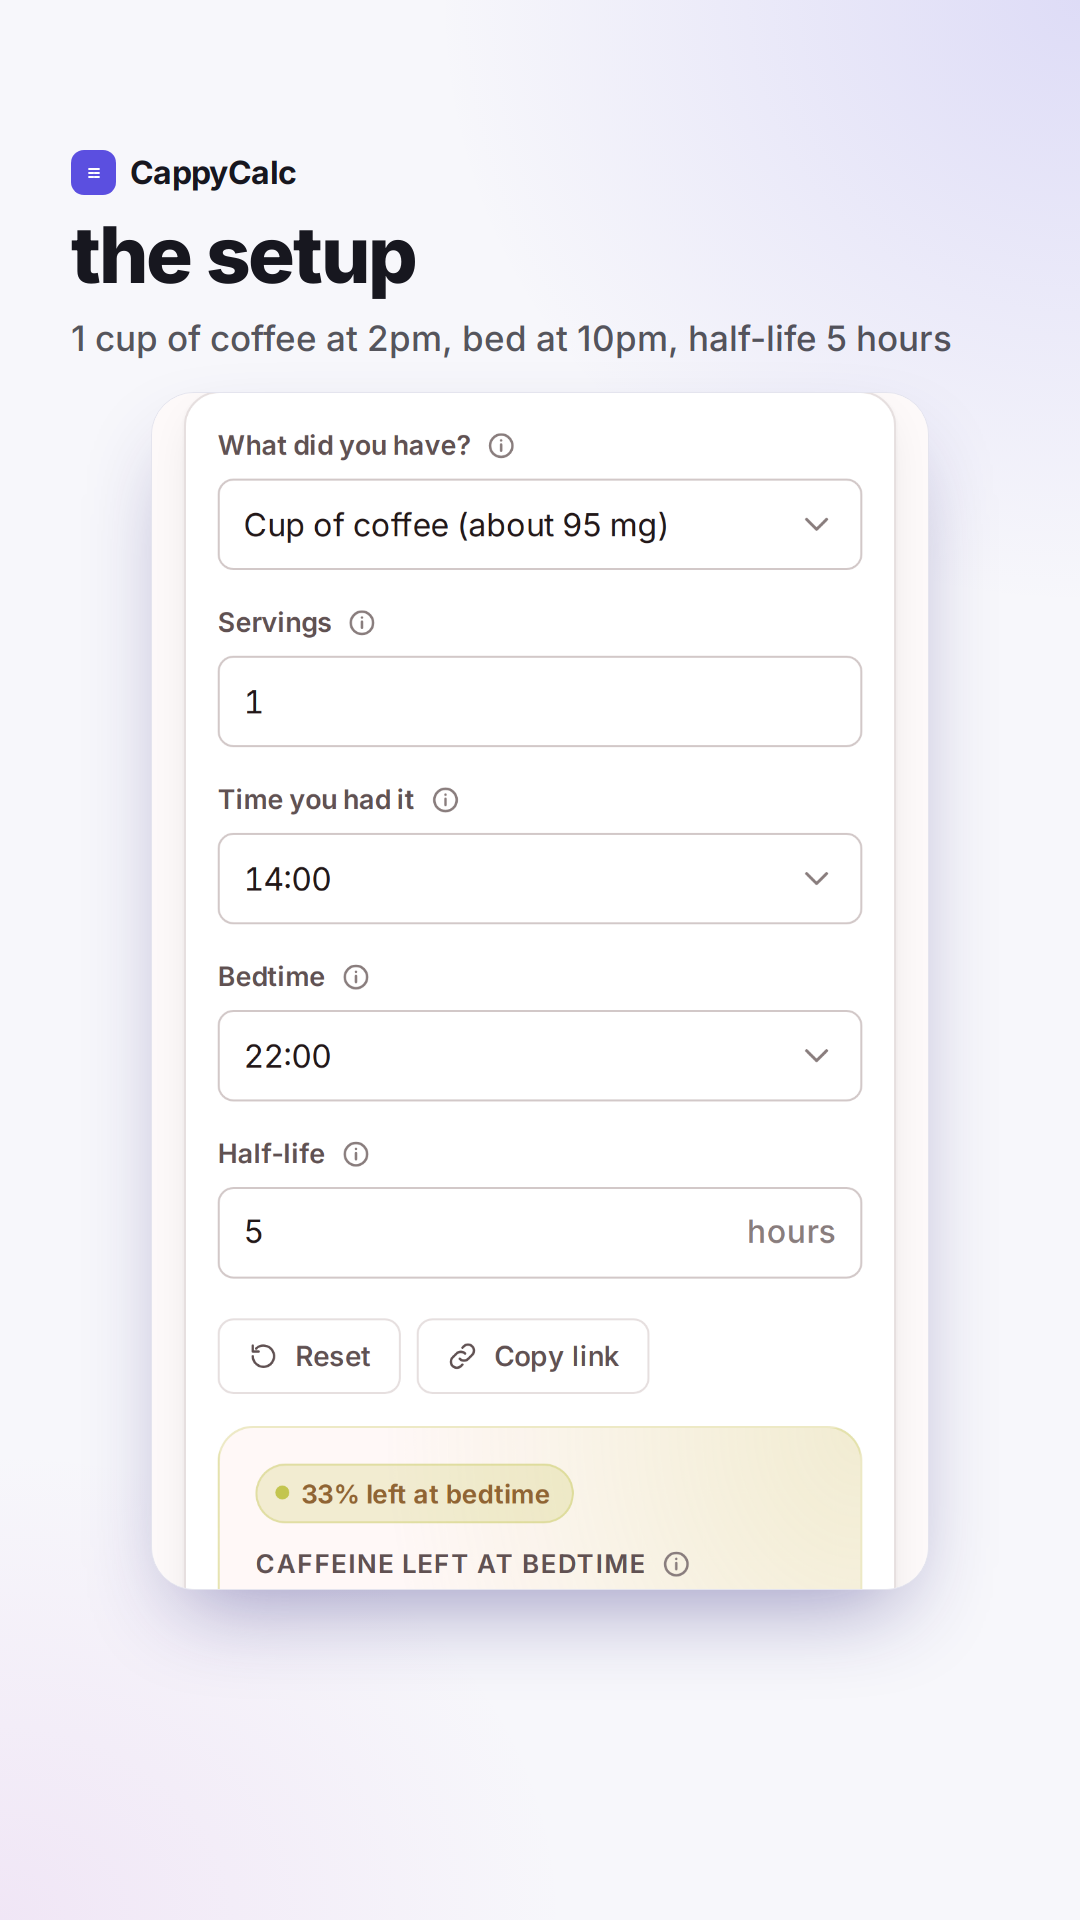 CappyCalc
the setup
1 cup of coffee at 2pm, bed at 10pm, half-life 5 hours
What did you have?
Cup of coffee (about 95 mg)
Servings
1
Time you had it
14:00
Bedtime
22:00
Half-life
5 hours
Reset Copy link
33% left at bedtime
CAFFEINE LEFT AT BEDTIME